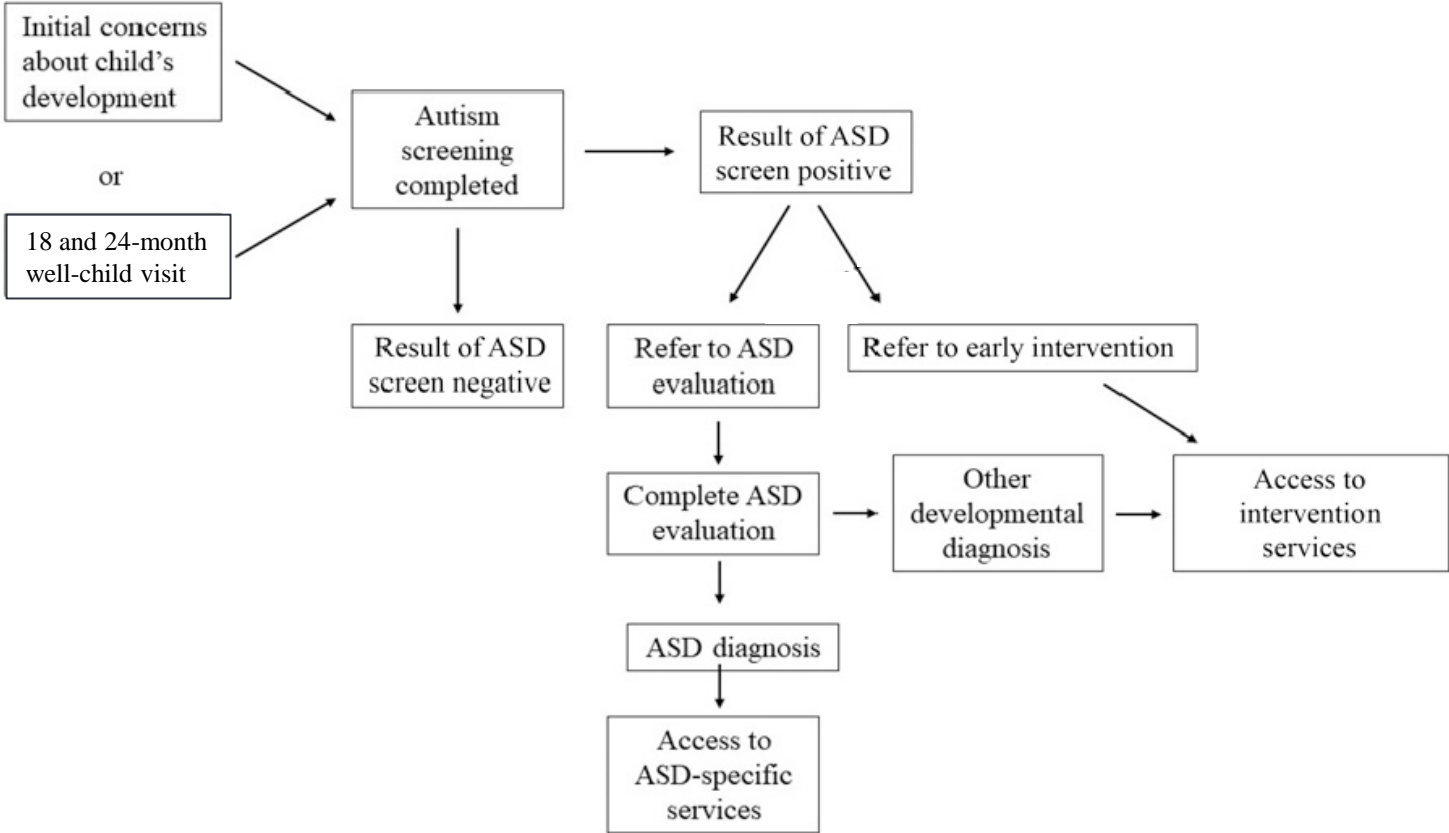 Initial concerns
about child's
development
or
18 and 24-month
well-child visit
Autism
screening
completed
Result of ASD
screen positive
Result of ASD
screen negative
Refer to ASD
evaluation
Refer to early intervention
Complete ASD
evaluation
Other
developmental
diagnosis
Access to
intervention
services
ASD diagnosis
Access to
ASD-specific
services